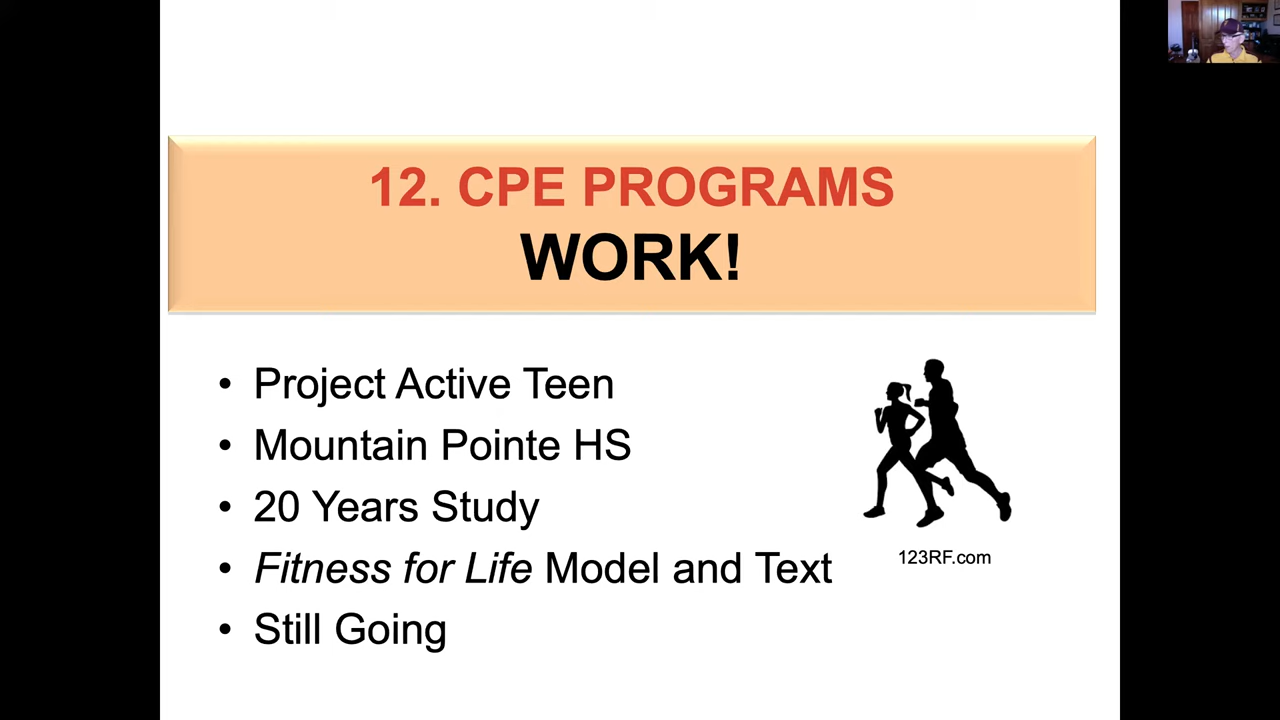 12. CPE PROGRAMS
WORK!
• Project Active Teen
• Mountain Pointe HS
• 20 Years Study
• Fitness for Life Model and Text
• Still Going
123RF.com